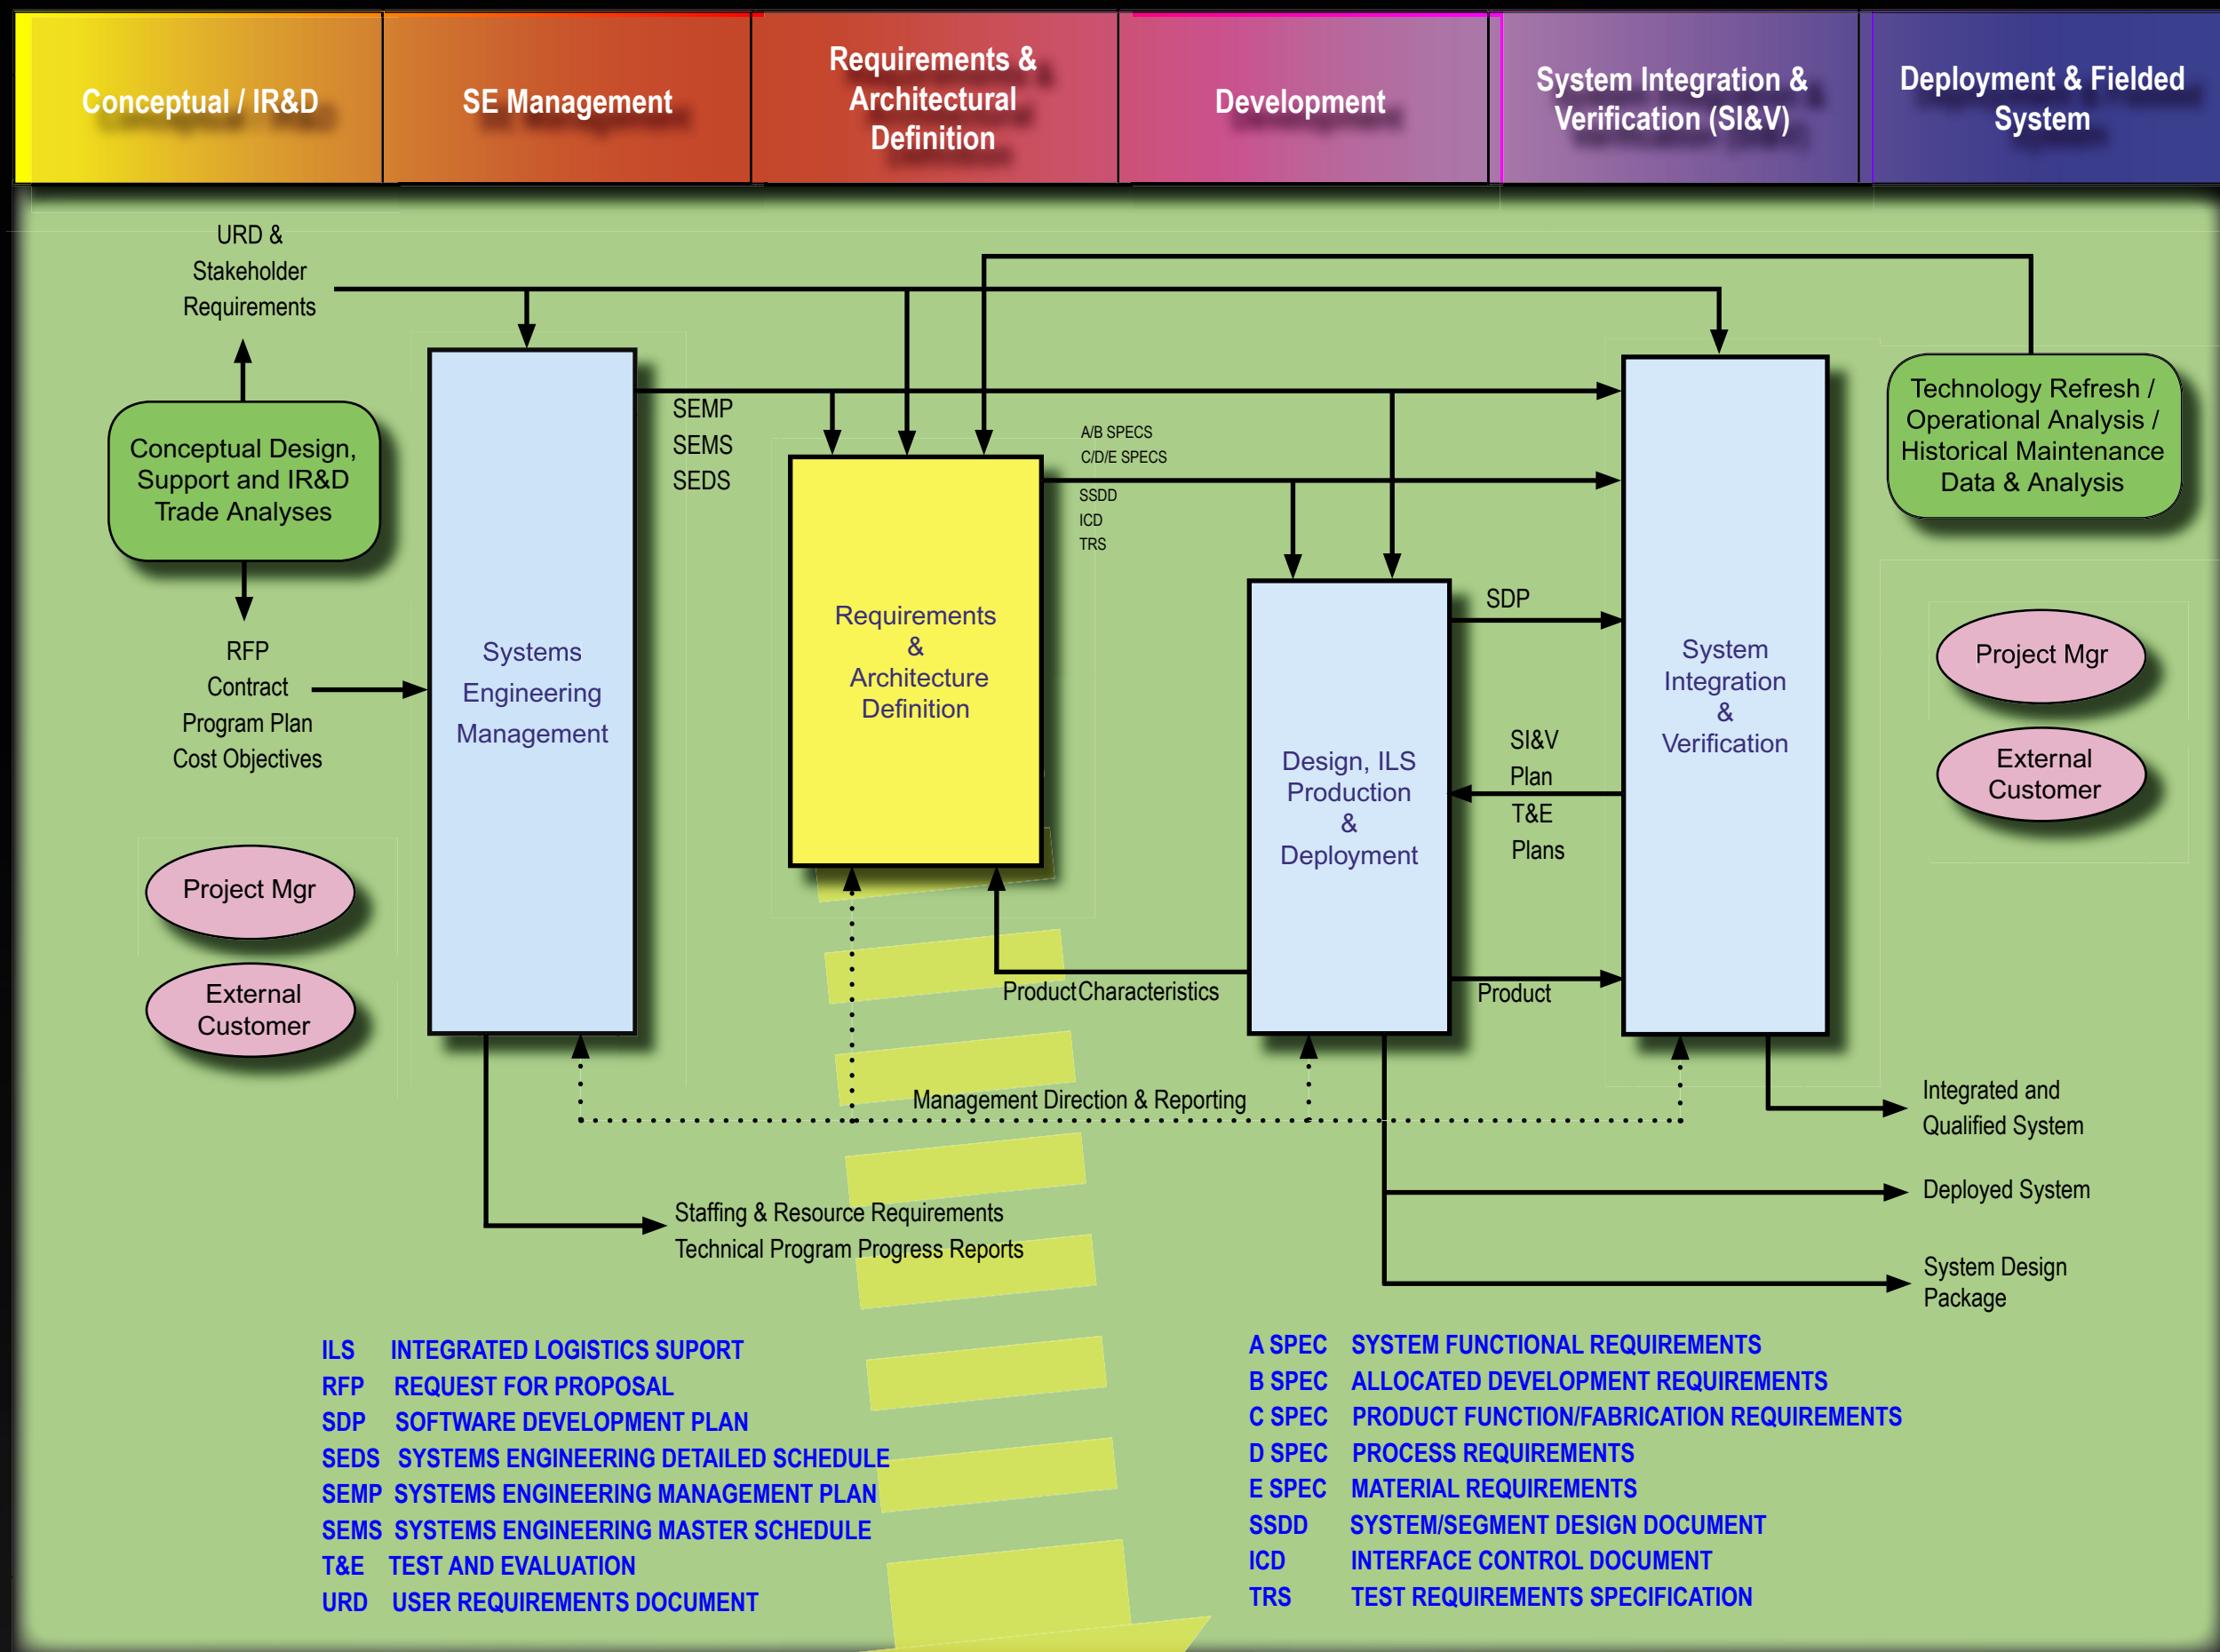 Conceptual / IR&D
SE Management
Requirements &
Architectural
Definition
Development
System Integration &
Verification (SI&V)
Deployment & Fielded
System
URD &
Stakeholder
Requirements
Conceptual Design,
Support and IR&D
Trade Analyses
RFP
Contract
Program Plan
Cost Objectives
Project Mgr
External
Customer
Systems
Engineering
Management
SEMP
SEMS
SEDS
Requirements
&
Architecture
Definition
A/B SPECS
C/D/E SPECS
SSDD
ICD
TRS
Design, ILS
Production
&
Deployment
SDP
SI&V
Plan
T&E
Plans
Product
Product Characteristics
System
Integration
&
Verification
Technology Refresh /
Operational Analysis /
Historical Maintenance
Data & Analysis
Project Mgr
External
Customer
Management Direction & Reporting
Staffing & Resource Requirements
Technical Program Progress Reports
Integrated and
Qualified System
Deployed System
System Design
Package
ILS INTEGRATED LOGISTICS SUPORT
RFP REQUEST FOR PROPOSAL
SDP SOFTWARE DEVELOPMENT PLAN
SEDS SYSTEMS ENGINEERING DETAILED SCHEDULE
SEMP SYSTEMS ENGINEERING MANAGEMENT PLAN
SEMS SYSTEMS ENGINEERING MASTER SCHEDULE
T&E TEST AND EVALUATION
URD USER REQUIREMENTS DOCUMENT
A SPEC SYSTEM FUNCTIONAL REQUIREMENTS
B SPEC ALLOCATED DEVELOPMENT REQUIREMENTS
C SPEC PRODUCT FUNCTION/FABRICATION REQUIREMENTS
D SPEC PROCESS REQUIREMENTS
E SPEC MATERIAL REQUIREMENTS
SSDD SYSTEM/SEGMENT DESIGN DOCUMENT
ICD INTERFACE CONTROL DOCUMENT
TRS TEST REQUIREMENTS SPECIFICATION